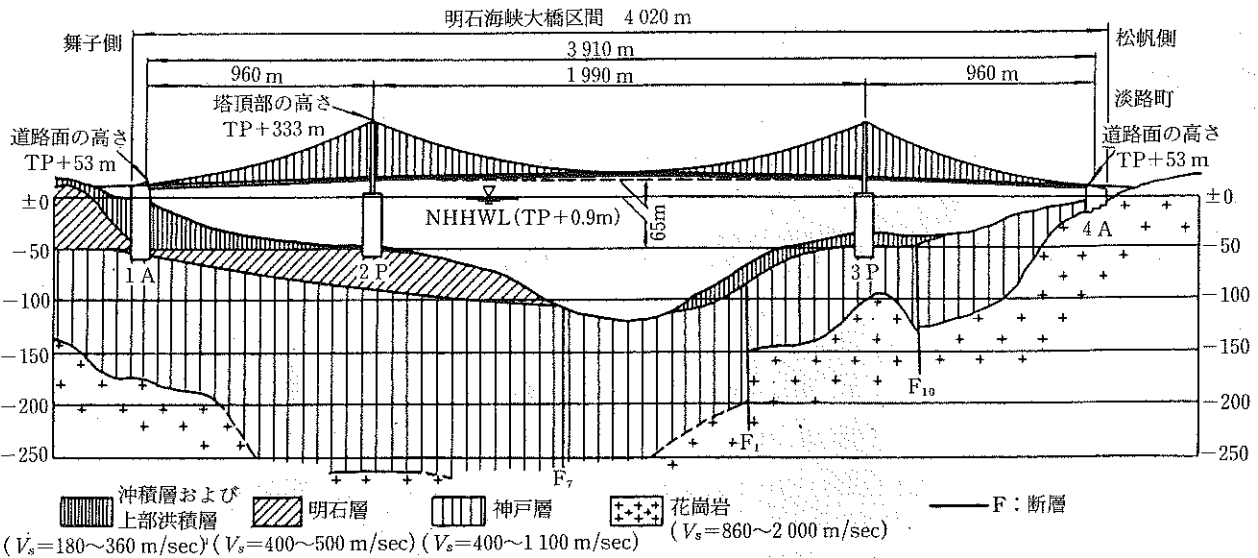 明石海峡大橋区間 4 020 m
舞子側
松帆側
3 910 m
960 m
1 990 m
960 m
塔頂部の高さ
TP+333 m
淡路町
道路面の高さ
TP+53 m
道路面の高さ
TP+53 m
±0
NHHWL(TP+0.9m)
65m
±0
-50
1 A
2 P
3 P
4 A
-50
-100
-100
-150
-150
F₁₀
-200
-200
F₁
-250
F₇
-250
沖積層および
上部洪積層
明石層
神戸層
花崗岩
F：断層
(Vs=180〜360 m/sec)
(Vs=400〜500 m/sec)
(Vs=400〜1 100 m/sec)
(Vs=860〜2 000 m/sec)